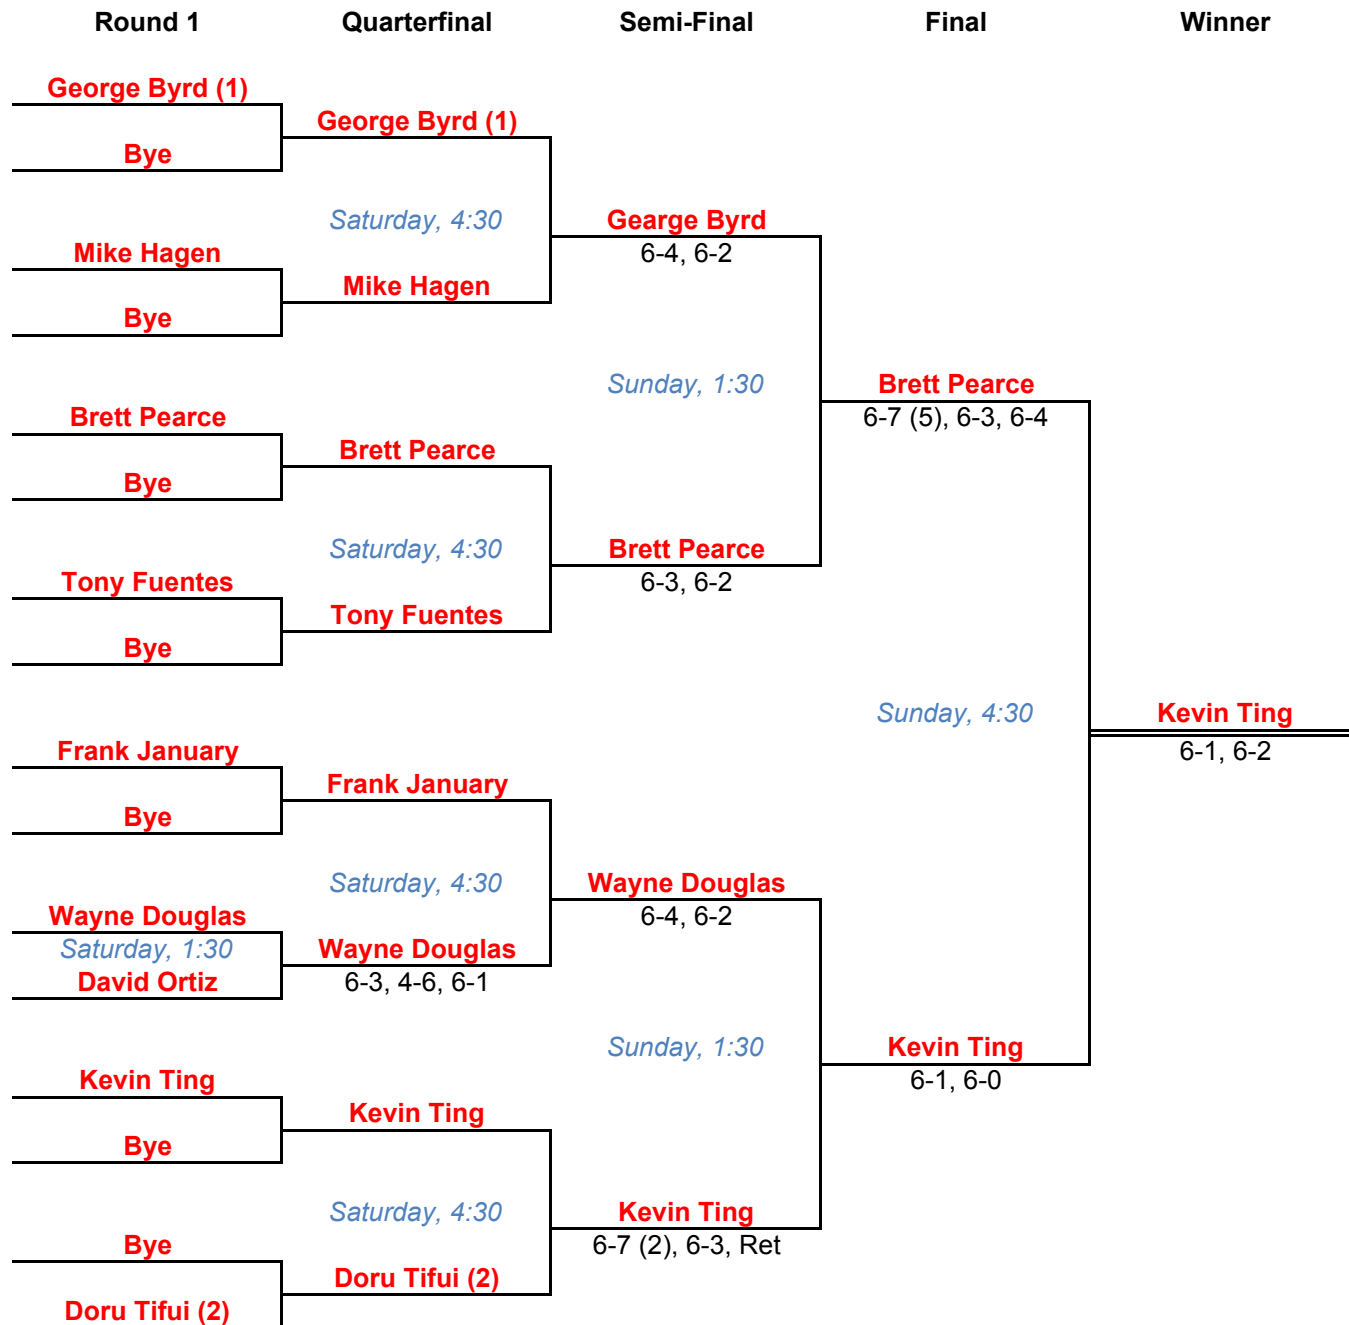 Round 1
Quarterfinal
Semi-Final
Final
Winner
George Byrd (1)
Bye
Mike Hagen
Bye
Brett Pearce
Bye
Tony Fuentes
Bye
Frank January
Bye
Wayne Douglas
Saturday, 1:30
David Ortiz
Kevin Ting
Bye
Bye
Doru Tifui (2)
George Byrd (1)
Saturday, 4:30
Mike Hagen
Brett Pearce
Saturday, 4:30
Tony Fuentes
Frank January
Saturday, 4:30
Wayne Douglas
6-3, 4-6, 6-1
Kevin Ting
Saturday, 4:30
Doru Tifui (2)
Gearge Byrd
6-4, 6-2
Sunday, 1:30
Brett Pearce
6-3, 6-2
Wayne Douglas
6-4, 6-2
Sunday, 1:30
Kevin Ting
6-7 (2), 6-3, Ret
Brett Pearce
6-7 (5), 6-3, 6-4
Sunday, 4:30
Kevin Ting
6-1, 6-0
Kevin Ting
6-1, 6-2